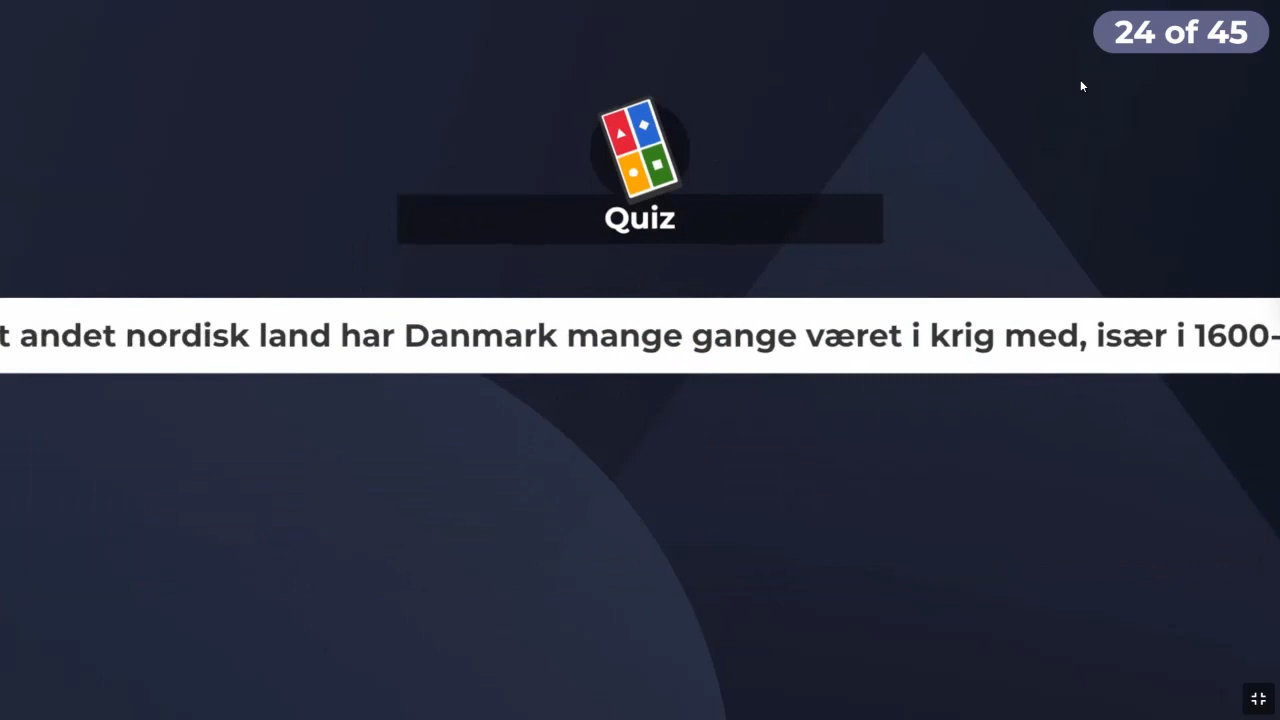 24 of 45
Quiz
t andet nordisk land har Danmark mange gange været i krig med, især i 1600-